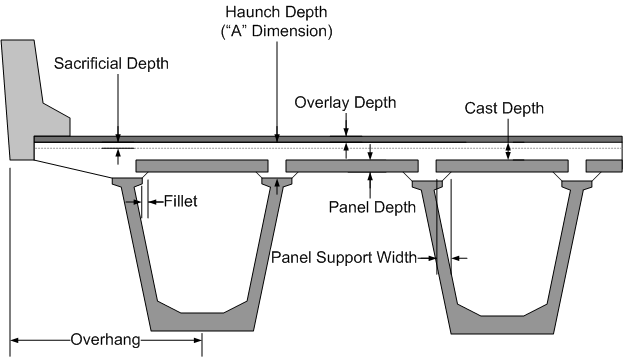 Haunch Depth
("A" Dimension)
Sacrificial Depth
Overlay Depth
Cast Depth
Fillet
Panel Depth
Panel Support Width
Overhang